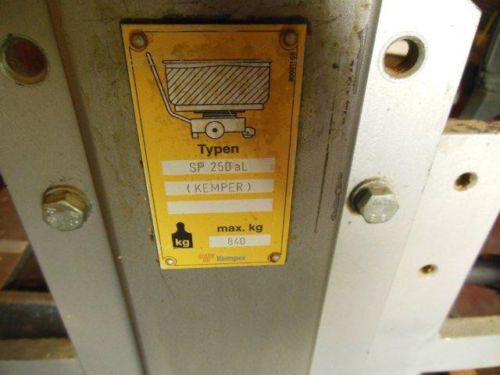 Typen
SP 250 aL
(KEMPER)
max. kg
kg
840
Kemper